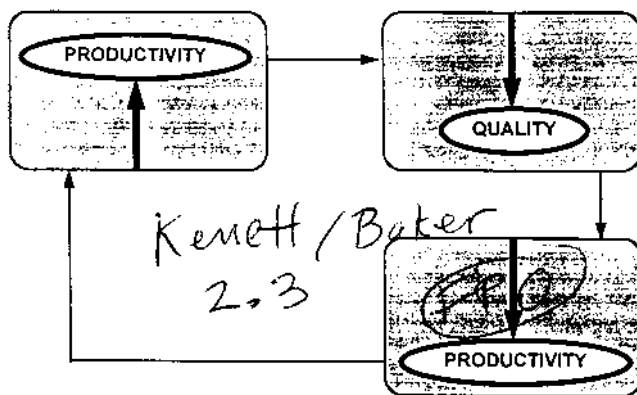 PRODUCTIVITY
QUALITY
Kenett / Baker
2.3
PRODUCTIVITY